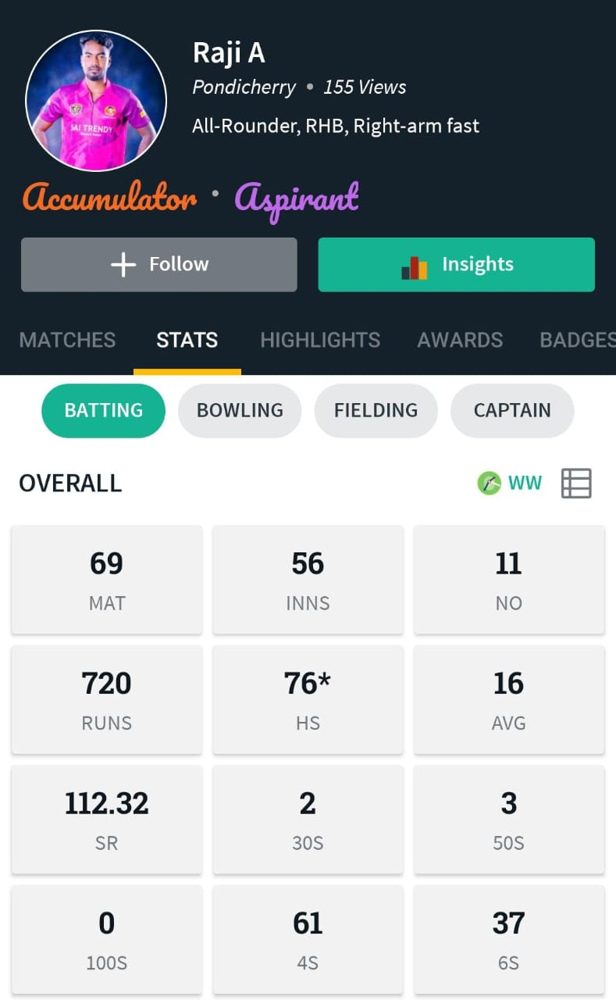 Raji A
Pondicherry • 155 Views
All-Rounder, RHB, Right-arm fast
SAI TRENDY
Accumulator • Aspirant
+ Follow
Insights
MATCHES STATS HIGHLIGHTS AWARDS BADGES
BATTING BOWLING FIELDING CAPTAIN
OVERALL WW
69 56 11
MAT INNS NO
720 76* 16
RUNS HS AVG
112.32 2 3
SR 30S 50S
0 61 37
100S 4S 6S